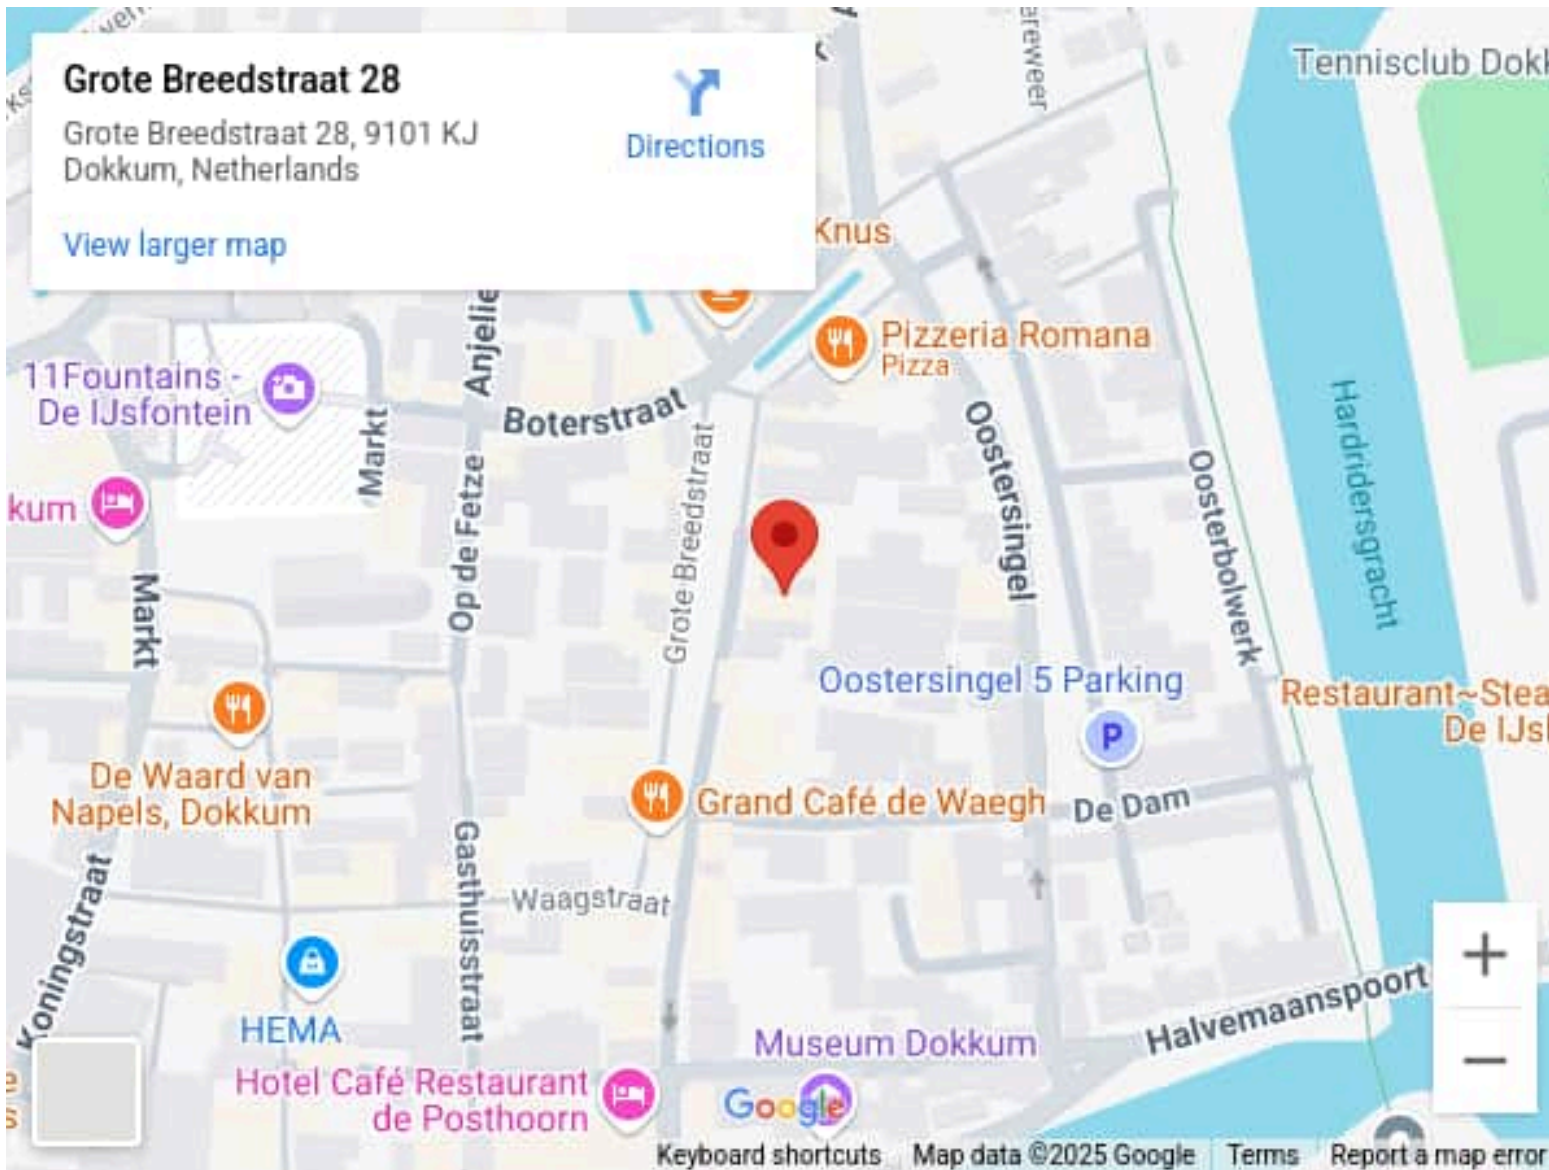 Grote Breedstraat 28
Grote Breedstraat 28, 9101 KJ
Dokkum, Netherlands
Directions
View larger map
Tennisclub Dokk
Knus
Pizzeria Romana
Pizza
11Fountains -
De IJsfontein
Anjelie
Boterstraat
Markt
Op de Fetze
Grote Breedstraat
Oostersingel
Oosterbolwerk
Hardridersgracht
kum
Markt
Oostersingel 5 Parking
P
Restaurant~Stea
De IJsl
De Waard van
Napels, Dokkum
Grand Café de Waegh
De Dam
Koningstraat
Gasthuisstraat
Waagstraat
HEMA
Halvemaanspoort
Museum Dokkum
Hotel Café Restaurant
de Posthoorn
Google
Keyboard shortcuts
Map data ©2025 Google
Terms
Report a map error